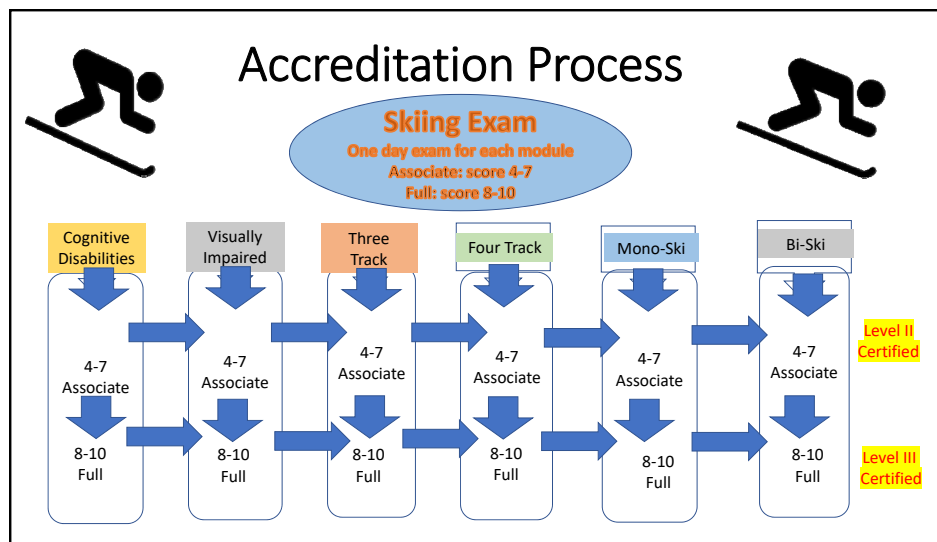 Accreditation Process
Skiing Exam
One day exam for each module
Associate: score 4-7
Full: score 8-10
Cognitive
Disabilities
Visually
Impaired
Three
Track
Four Track
Mono-Ski
Bi-Ski
4-7
Associate
8-10
Full
4-7
Associate
8-10
Full
4-7
Associate
8-10
Full
4-7
Associate
8-10
Full
4-7
Associate
8-10
Full
4-7
Associate
8-10
Full
Level II
Certified
Level III
Certified